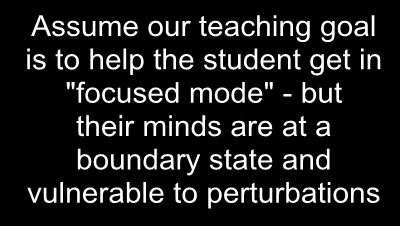 Assume our teaching goal
is to help the student get in
"focused mode" - but
their minds are at a
boundary state and
vulnerable to perturbations